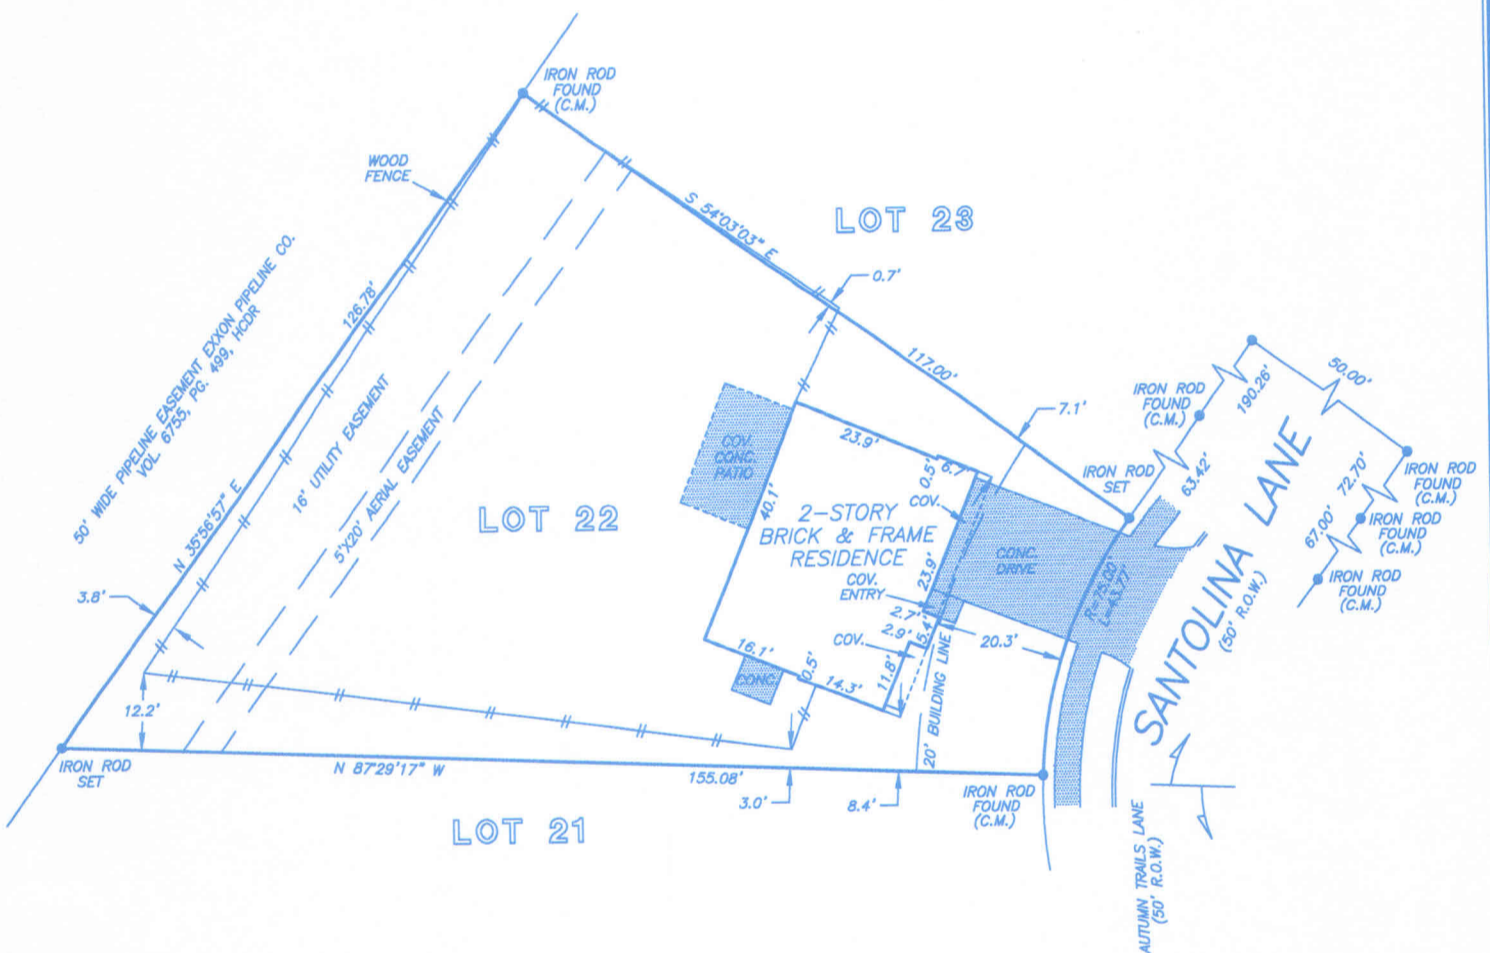 IRON ROD
FOUND
(C.M.)
WOOD
FENCE
LOT 23
S 54°03'03" E
0.7'
50' WIDE PIPELINE EASEMENT EXXON PIPELINE CO.
VOL. 6755, PG. 499, HCDR
126.78'
N 35°56'57" E
117.00'
7.1'
IRON ROD
FOUND
(C.M.)
190.26'
50.00'
16' UTILITY EASEMENT
5'X20' AERIAL EASEMENT
COV.
CONC.
PATIO
23.9'
0.5'
6.7'
IRON ROD
SET
63.42'
IRON ROD
FOUND
(C.M.)
72.70'
67.00'
IRON ROD
FOUND
(C.M.)
IRON ROD
FOUND
(C.M.)
LOT 22
40.1'
2-STORY
BRICK & FRAME
RESIDENCE
COV.
23.9'
COV.
ENTRY
CONC.
DRIVE
R=75.00'
L=43.77'
SANTOLINA LANE
(50' R.O.W.)
3.8'
2.7'
5.4'
2.9'
COV.
20.3'
16.1'
CONC.
0.5'
14.3'
11.8'
20' BUILDING LINE
12.2'
IRON ROD
SET
N 87°29'17" W
155.08'
3.0'
8.4'
IRON ROD
FOUND
(C.M.)
LOT 21
AUTUMN TRAILS LANE
(50' R.O.W.)